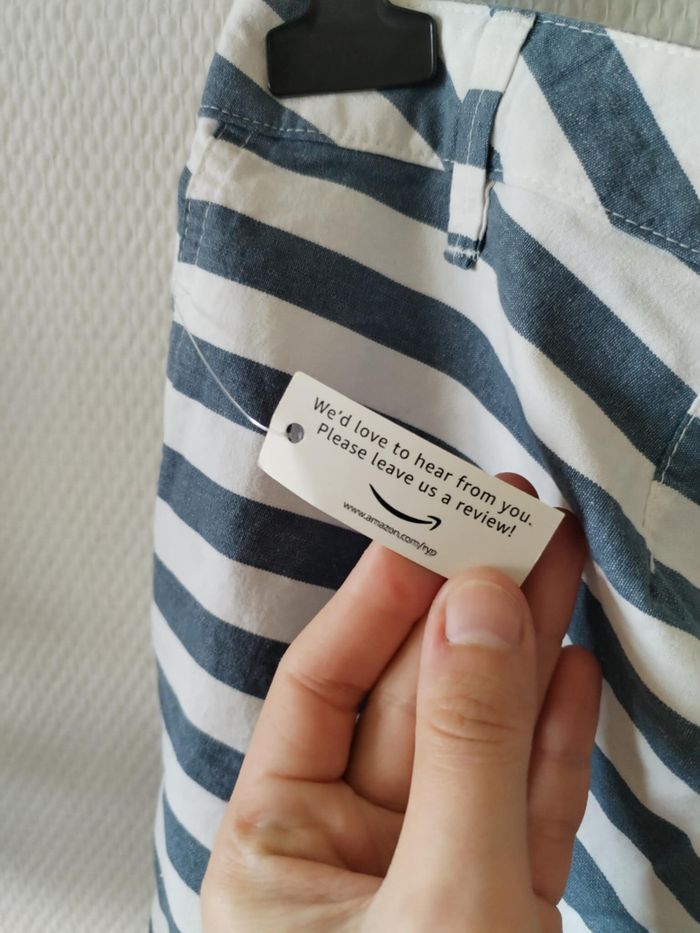 We'd love to hear from you.
Please leave us a review!
www.amazon.com/ryp